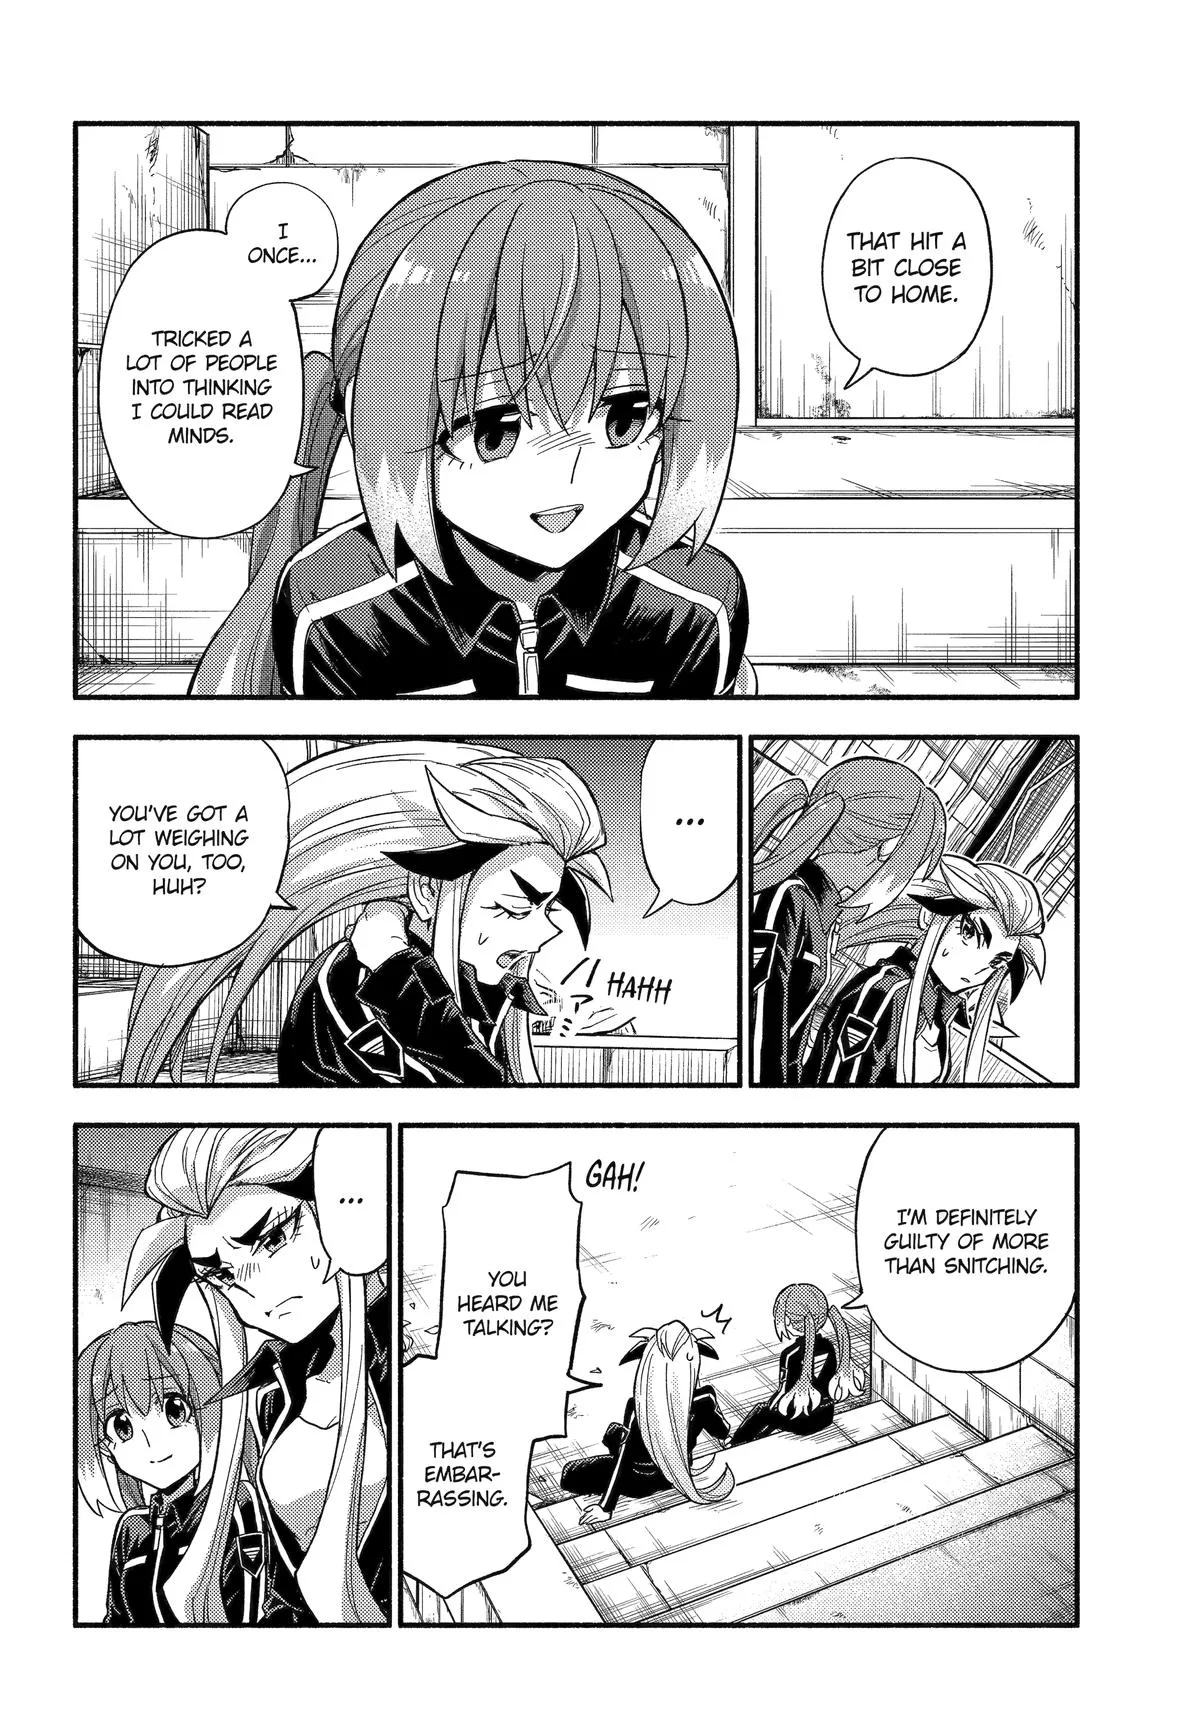 THAT HIT A
BIT CLOSE
TO HOME.
I
ONCE...
TRICKED A
LOT OF PEOPLE
INTO THINKING
I COULD READ
MINDS.
...
HAHH
YOU'VE GOT A
LOT WEIGHING
ON YOU, TOO,
HUH?
I'M DEFINITELY
GUILTY OF MORE
THAN SNITCHING.
GAH!
YOU
HEARD ME
TALKING?
THAT'S
EMBAR-
RASSING.
...